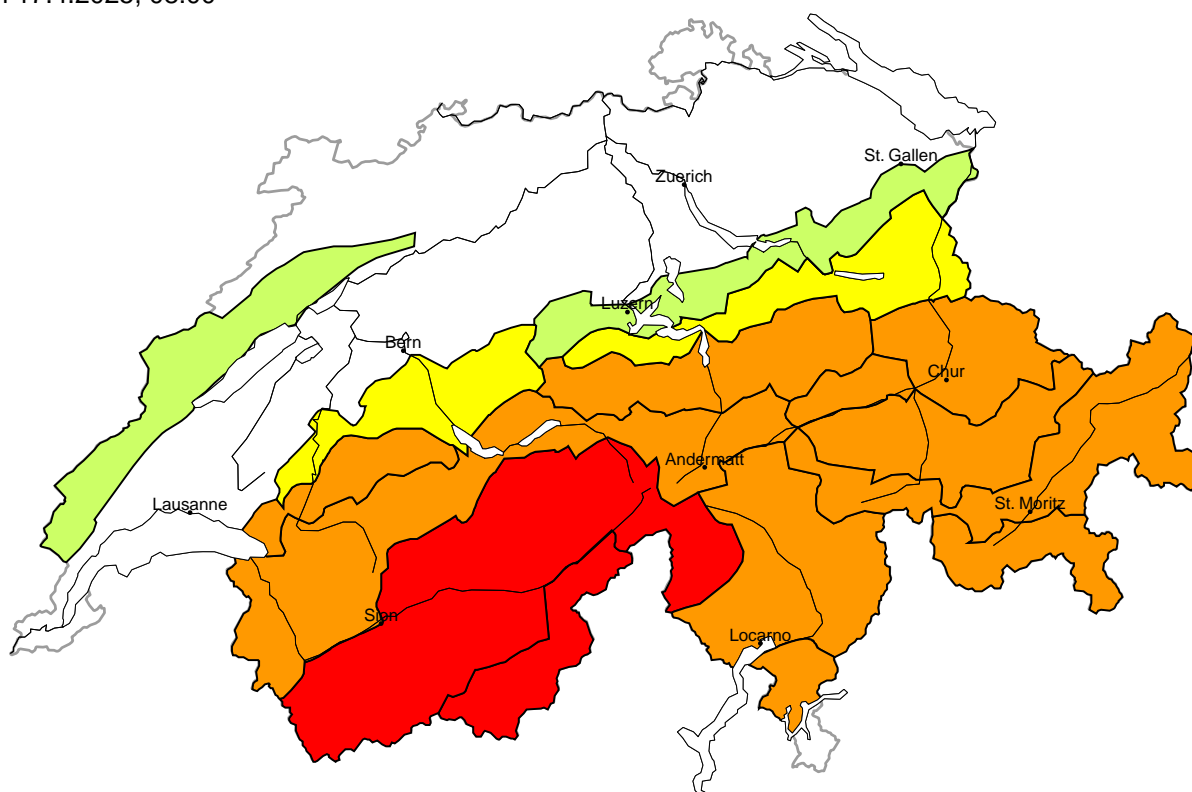 St. Gallen
Zuerich
Luzern
Bern
Chur
Andermatt
Lausanne
St. Moritz
Sion
Locarno